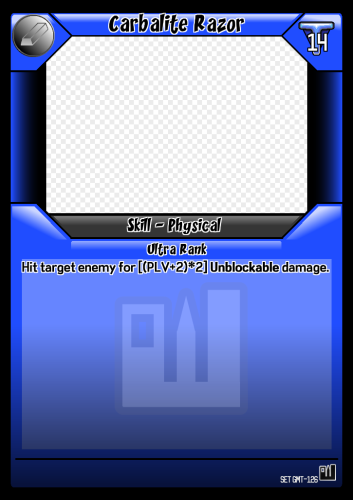 Carbalite Razor
14
Skill - Physical
Ultra Rank
Hit target enemy for [(PLV+2)*2] Unblockable damage.
SET GMT-126